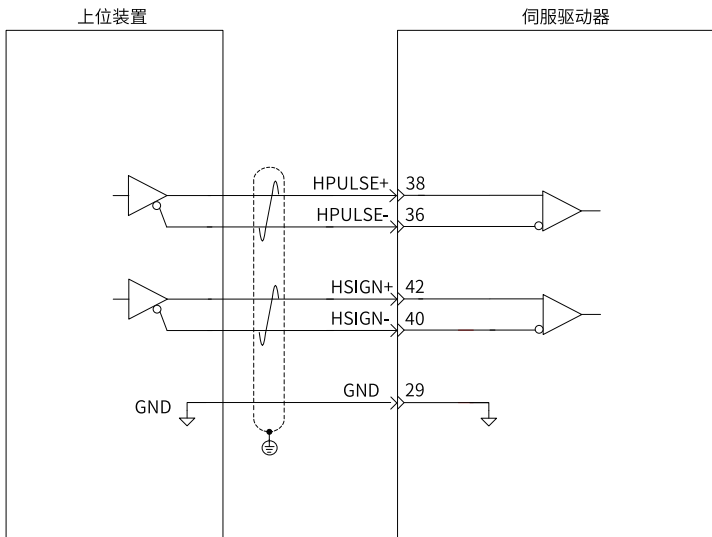 上位装置
伺服驱动器
HPULSE+ 38
HPULSE- 36
HSIGN+ 42
HSIGN- 40
GND GND 29